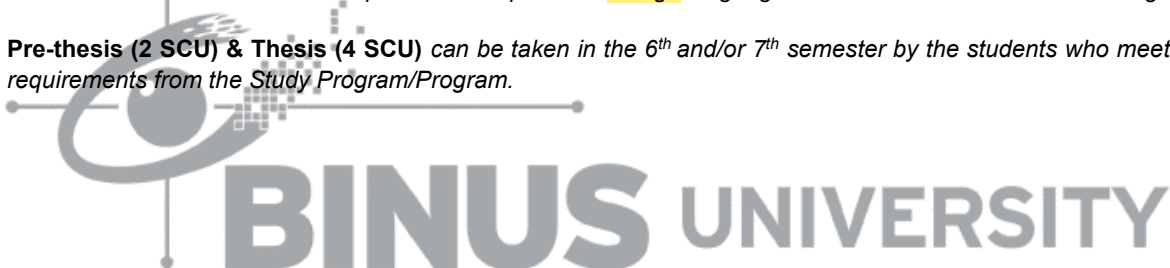 Pre-thesis (2 SCU) & Thesis (4 SCU) can be taken in the 6th and/or 7th semester by the students who meet
requirements from the Study Program/Program.
BINUS UNIVERSITY